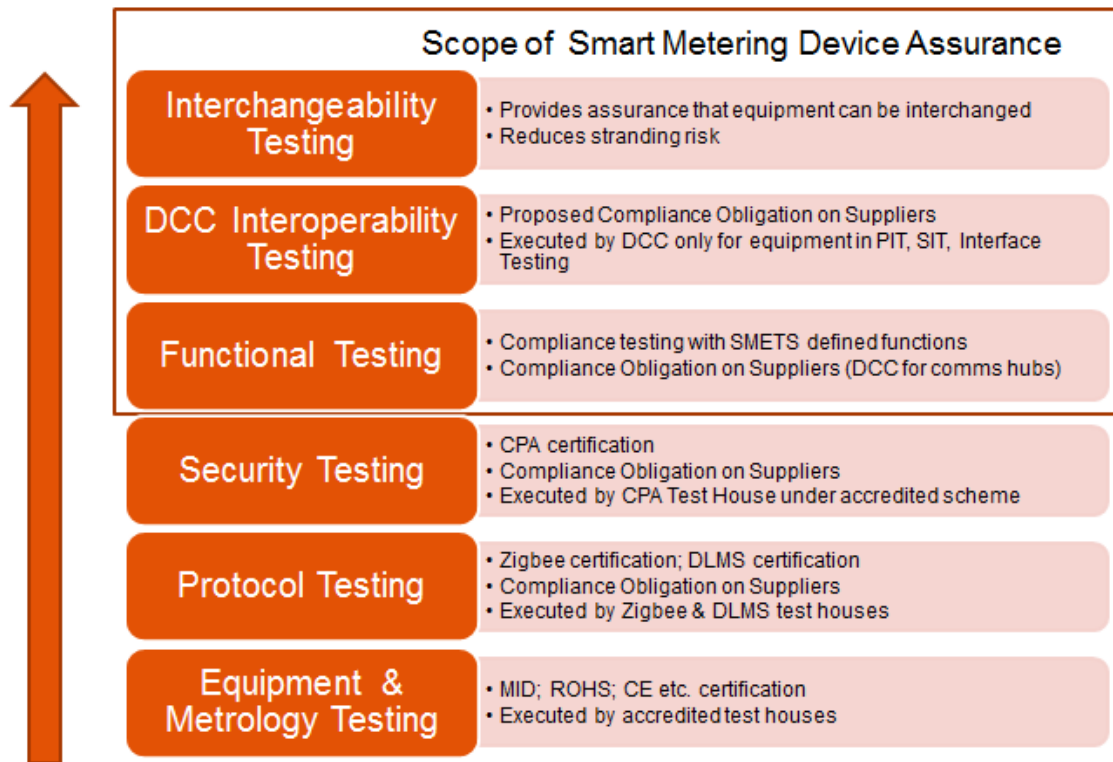 Scope of Smart Metering Device Assurance
Interchangeability
Testing
• Provides assurance that equipment can be interchanged
• Reduces stranding risk
DCC Interoperability
Testing
• Proposed Compliance Obligation on Suppliers
• Executed by DCC only for equipment in PIT, SIT, Interface
Testing
Functional Testing
• Compliance testing with SMETS defined functions
• Compliance Obligation on Suppliers (DCC for comms hubs)
Security Testing
• CPA certification
• Compliance Obligation on Suppliers
• Executed by CPA Test House under accredited scheme
Protocol Testing
• Zigbee certification; DLMS certification
• Compliance Obligation on Suppliers
• Executed by Zigbee & DLMS test houses
Equipment &
Metrology Testing
• MID; ROHS; CE etc. certification
• Executed by accredited test houses